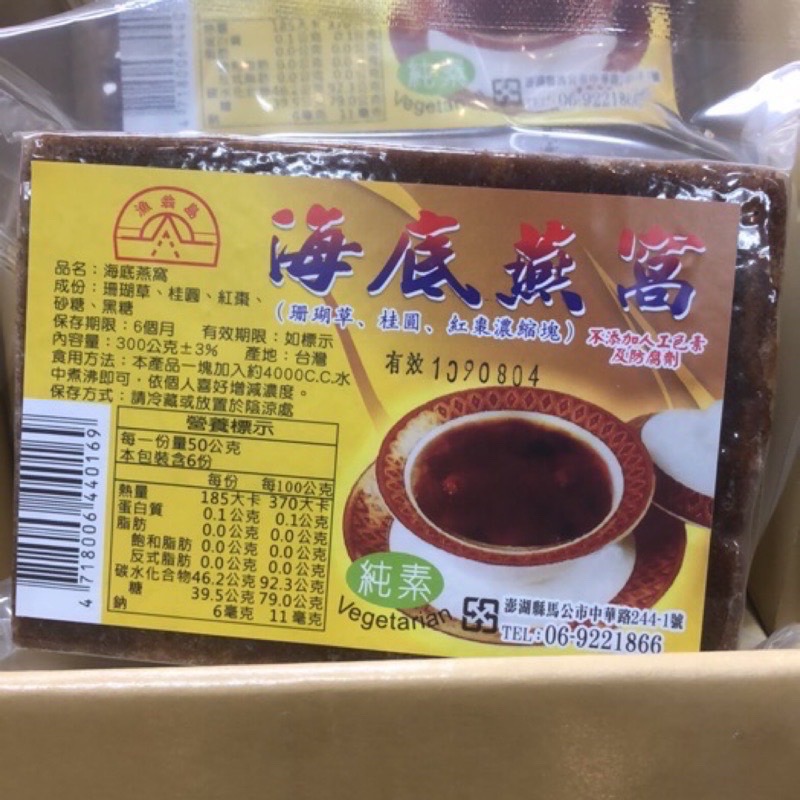 純素
Vegetarian
06-92218
漁翁島
海底燕窩
(珊瑚草、桂圓、紅棗濃縮塊)
不添加人工色素
及防腐劑
有效1090804
品名：海底燕窩
成份：珊瑚草、桂圓、紅棗、
砂糖、黑糖
保存期限：6個月 有效期限：如標示
內容量：300公克±3% 產地：台灣
食用方法：本產品一塊加入約4000C.C.水
中煮沸即可，依個人喜好增減濃度。
保存方式：請冷藏或放置於陰涼處
營養標示
每一份量50公克
本包裝含6份
每份 每100公克
熱量 185大卡 370大卡
蛋白質 0.1公克 0.1公克
脂肪 0.0公克 0.0公克
飽和脂肪 0.0公克 0.0公克
反式脂肪 0.0公克 0.0公克
碳水化合物 46.2公克 92.3公克
糖 39.5公克 79.0公克
鈉 6毫克 11毫克
4 718006 440169
純素
Vegetarian
澎湖縣馬公市中華路244-1號
TEL:06-9221866